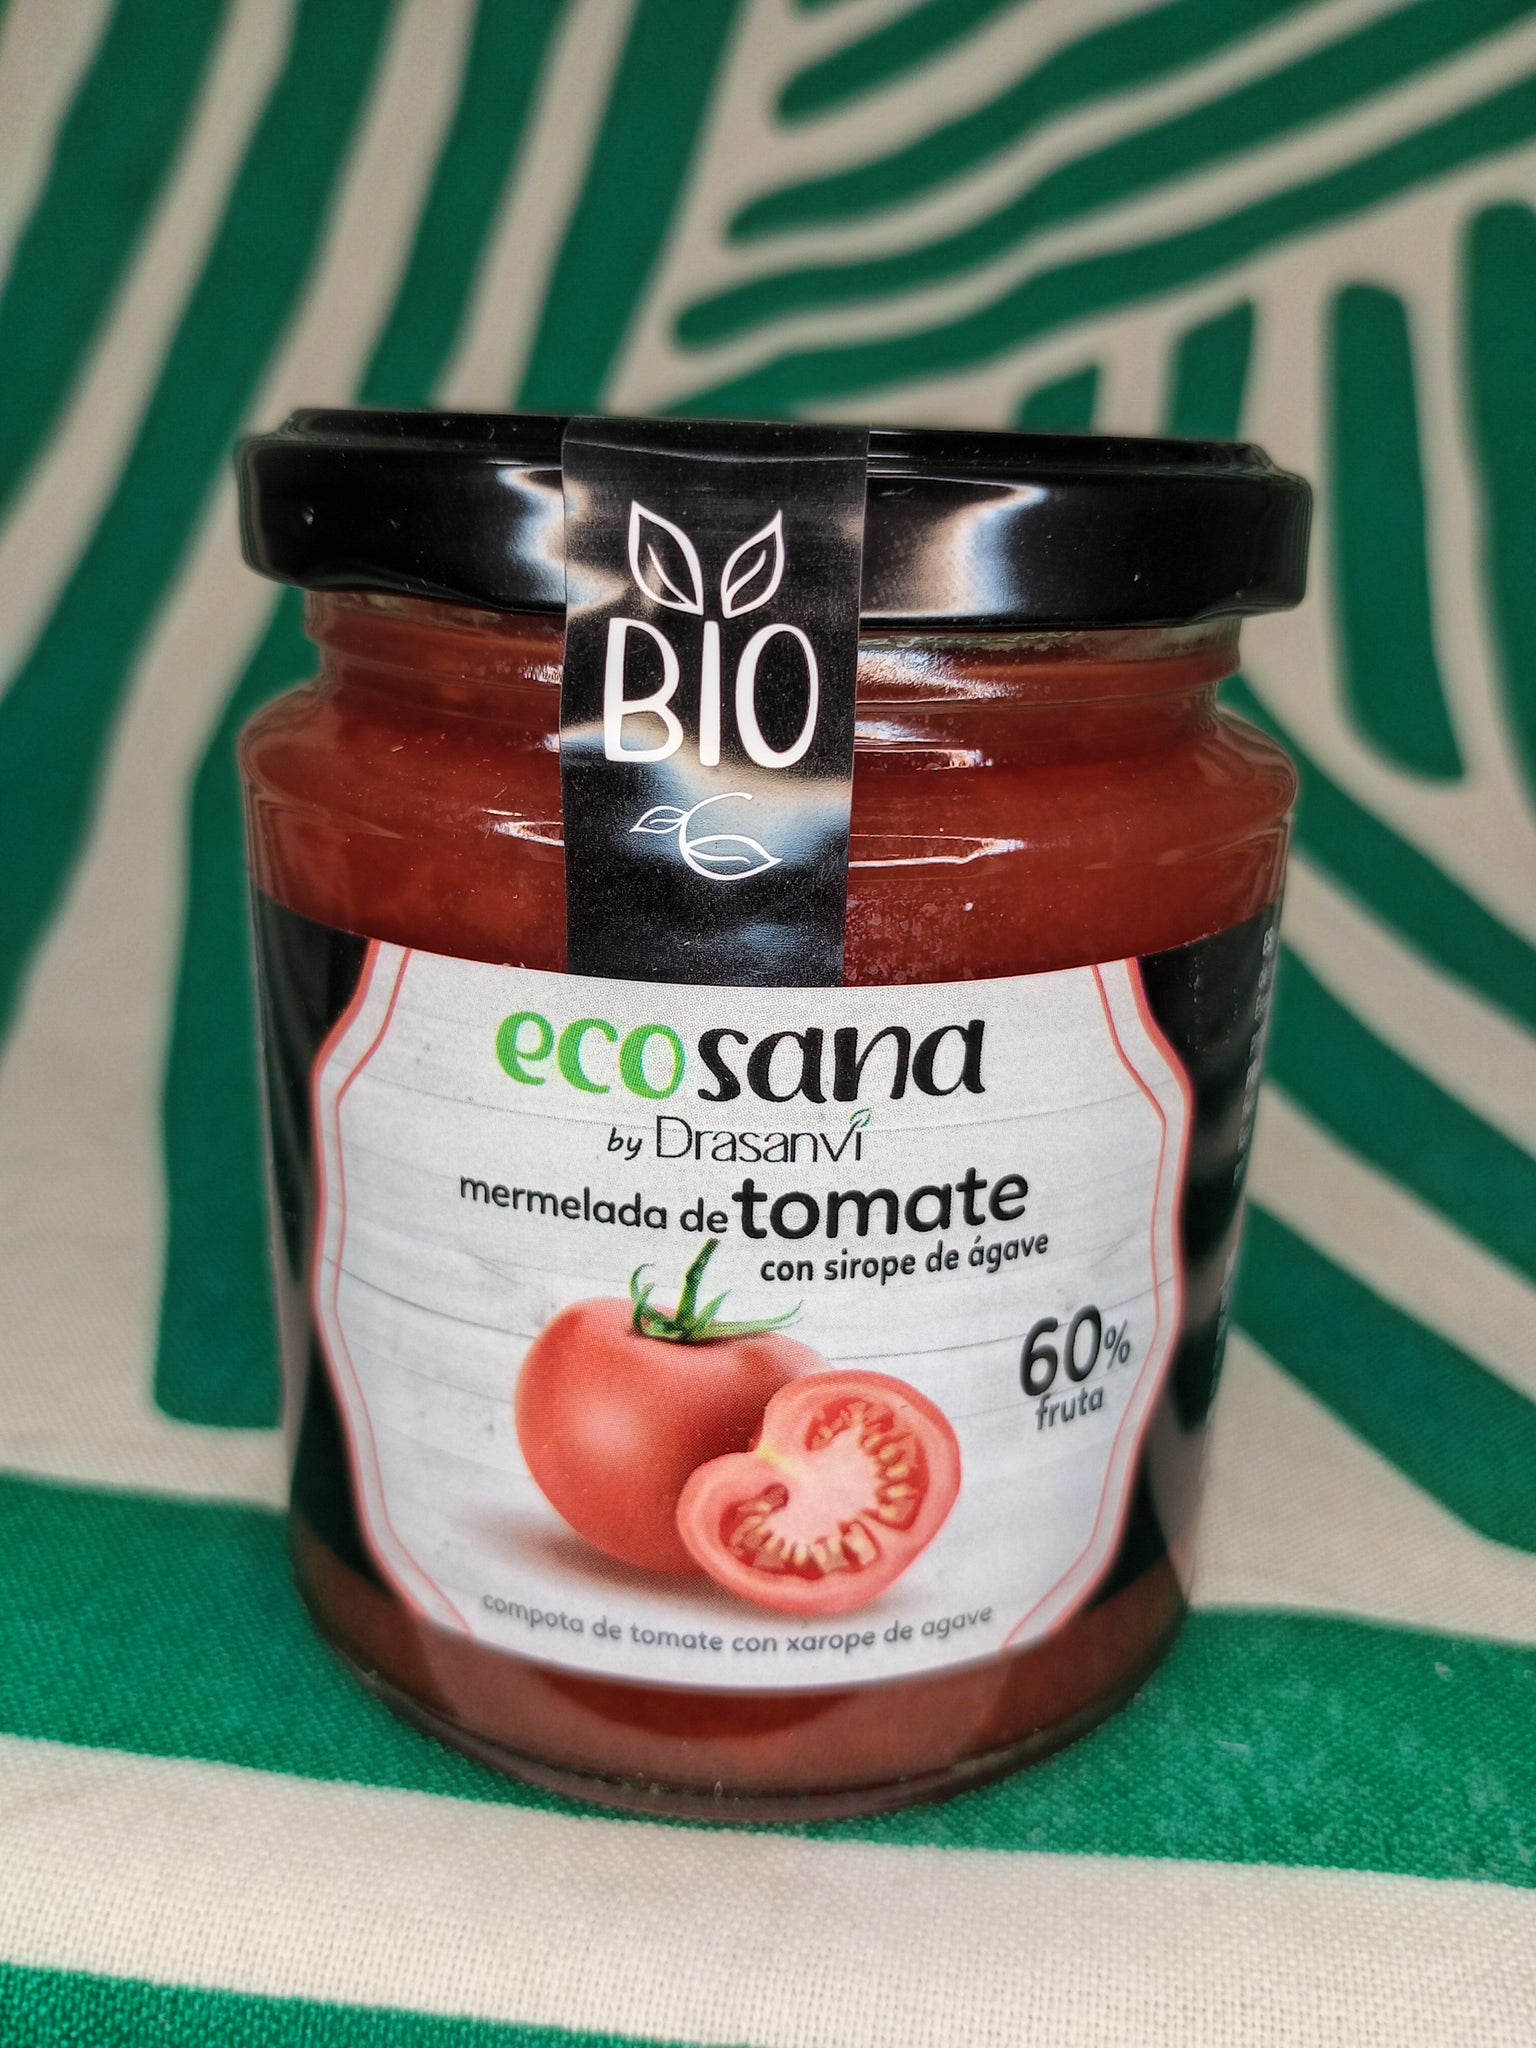 BIO
ecosana
by Drasanvi
mermelada de tomate
con sirope de ágave
60%
fruta
compota de tomate con xarope de agave